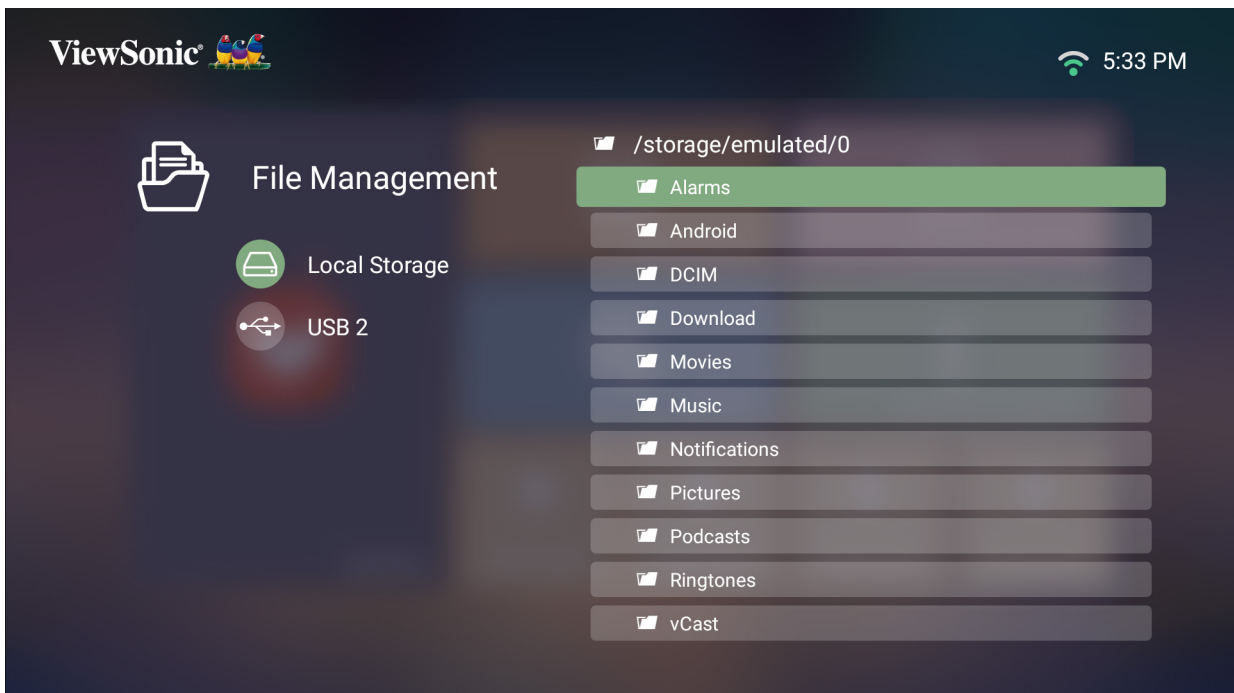 ViewSonic®
5:33 PM
File Management
Local Storage
USB 2
/storage/emulated/0
Alarms
Android
DCIM
Download
Movies
Music
Notifications
Pictures
Podcasts
Ringtones
vCast